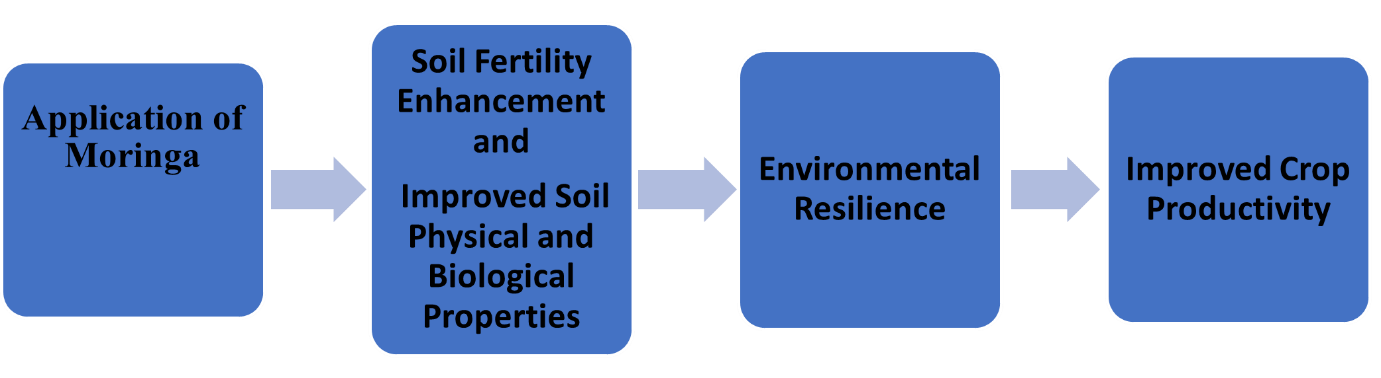 Application of
Moringa
Soil Fertility
Enhancement
and
Improved Soil
Physical and
Biological
Properties
Environmental
Resilience
Improved Crop
Productivity